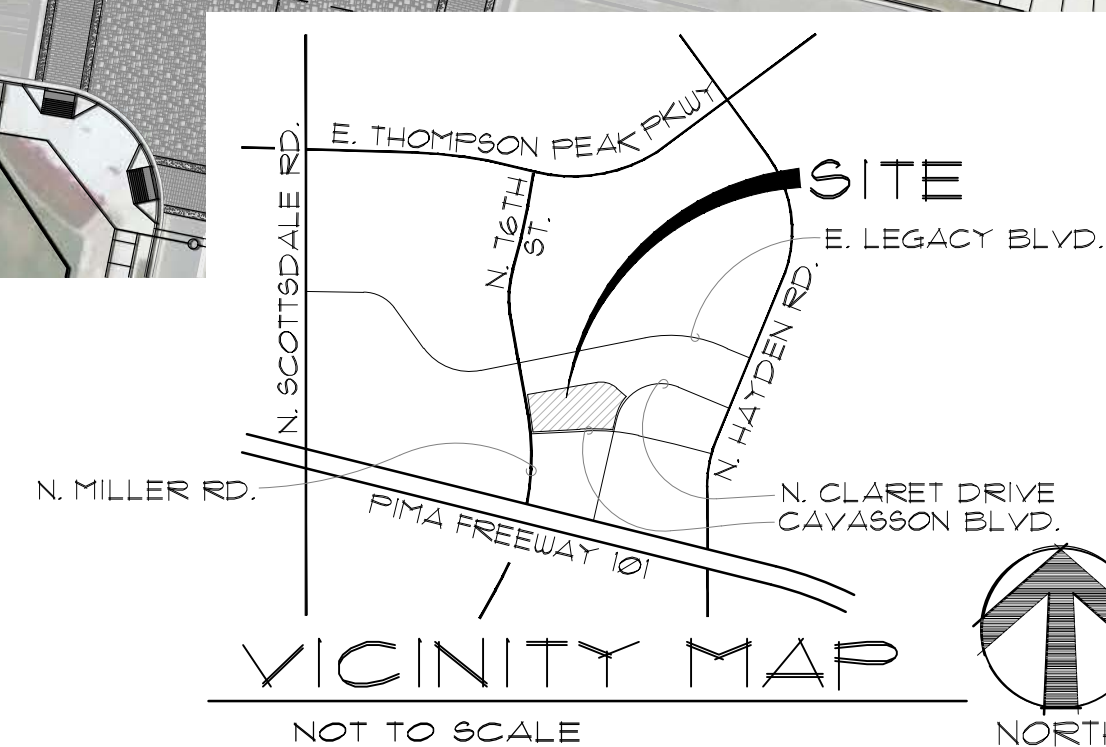 E. THOMPSON PEAK PKWY
N. SCOTTSDALE RD.
N. 76TH
ST.
SITE
E. LEGACY BLVD.
N. HAYDEN RD.
N. MILLER RD.
N. CLARET DRIVE
CAVASSON BLVD.
PIMA FREEWAY 101
VICINITY MAP
NOT TO SCALE
NORTH